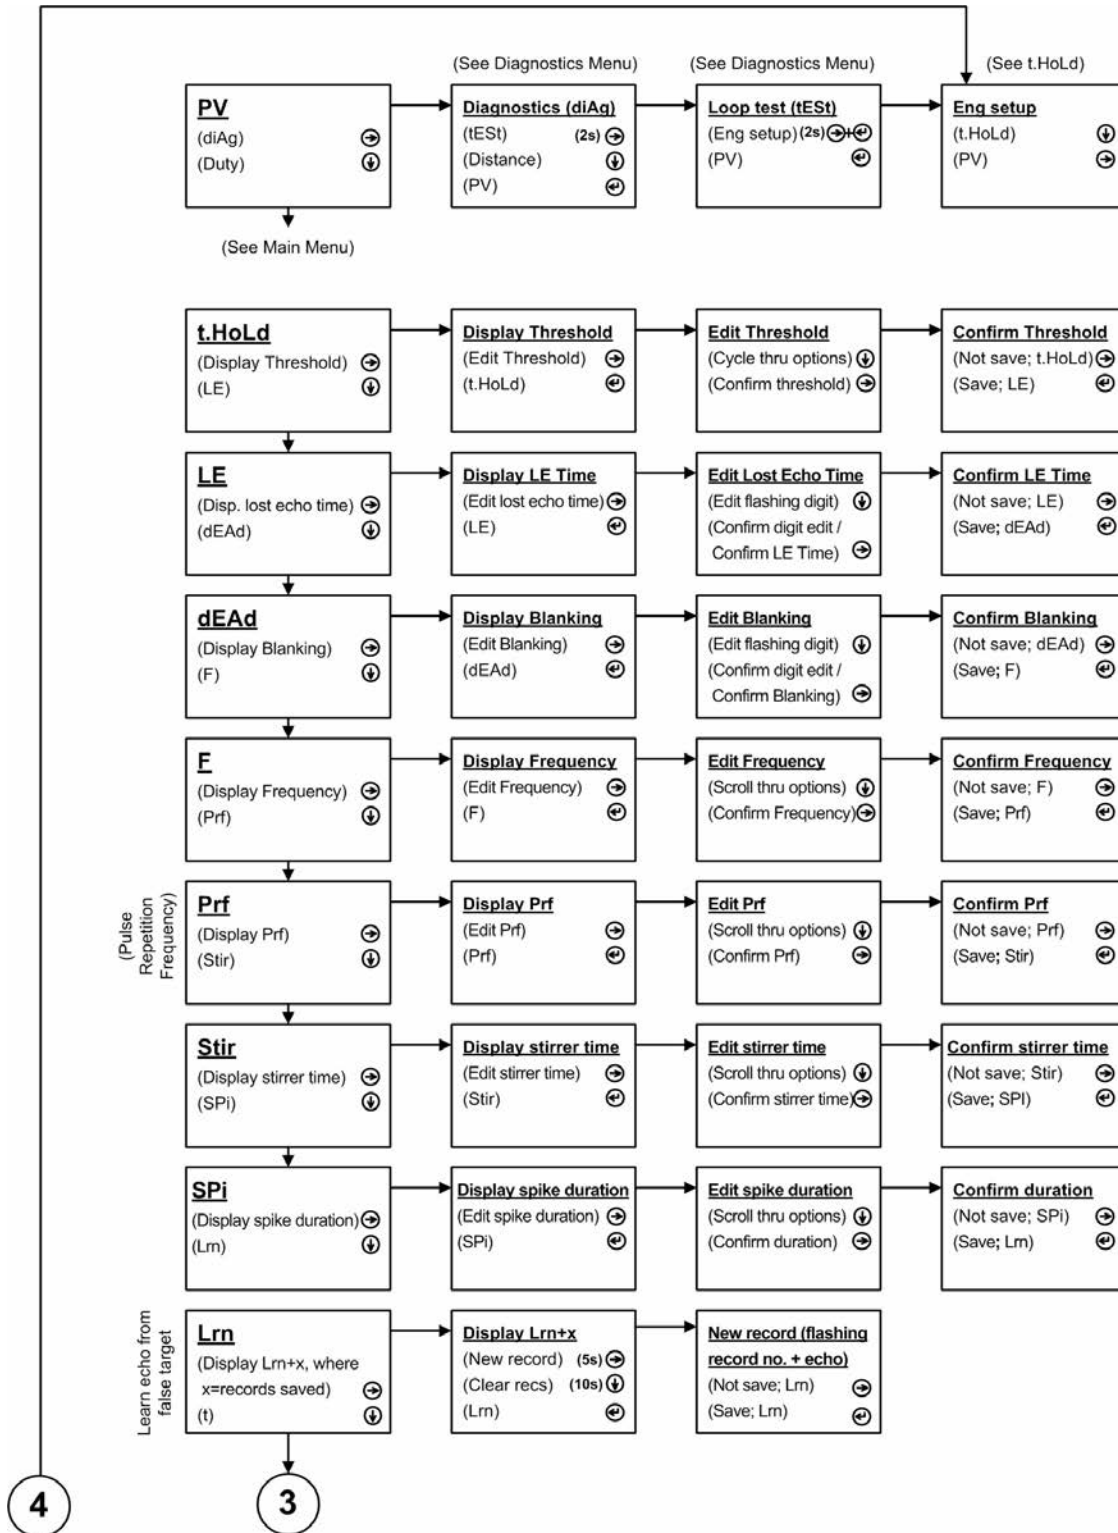 (See Diagnostics Menu)
(See Diagnostics Menu)
(See t.HoLd)
PV
(diAg)
(Duty)
Diagnostics (diAg)
(tESt) (2s)
(Distance)
(PV)
Loop test (tESt)
(Eng setup) (2s) +
(PV)
Eng setup
(t.HoLd)
(PV)
(See Main Menu)
t.HoLd
(Display Threshold)
(LE)
Display Threshold
(Edit Threshold)
(t.HoLd)
Edit Threshold
(Cycle thru options)
(Confirm threshold)
Confirm Threshold
(Not save; t.HoLd)
(Save; LE)
LE
(Disp. lost echo time)
(dEAd)
Display LE Time
(Edit lost echo time)
(LE)
Edit Lost Echo Time
(Edit flashing digit)
(Confirm digit edit /
Confirm LE Time)
Confirm LE Time
(Not save; LE)
(Save; dEAd)
dEAd
(Display Blanking)
(F)
Display Blanking
(Edit Blanking)
(dEAd)
Edit Blanking
(Edit flashing digit)
(Confirm digit edit /
Confirm Blanking)
Confirm Blanking
(Not save; dEAd)
(Save; F)
F
(Display Frequency)
(Prf)
Display Frequency
(Edit Frequency)
(F)
Edit Frequency
(Scroll thru options)
(Confirm Frequency)
Confirm Frequency
(Not save; F)
(Save; Prf)
(Pulse
Repetition
Frequency)
Prf
(Display Prf)
(Stir)
Display Prf
(Edit Prf)
(Prf)
Edit Prf
(Scroll thru options)
(Confirm Prf)
Confirm Prf
(Not save; Prf)
(Save; Stir)
Stir
(Display stirrer time)
(SPi)
Display stirrer time
(Edit stirrer time)
(Stir)
Edit stirrer time
(Scroll thru options)
(Confirm stirrer time)
Confirm stirrer time
(Not save; Stir)
(Save; SPI)
SPi
(Display spike duration)
(Lrn)
Display spike duration
(Edit spike duration)
(SPi)
Edit spike duration
(Scroll thru options)
(Confirm duration)
Confirm duration
(Not save; SPi)
(Save; Lrn)
Learn echo from
false target
Lrn
(Display Lrn+x, where
x=records saved)
(t)
Display Lrn+x
(New record) (5s)
(Clear recs) (10s)
(Lrn)
New record (flashing
record no. + echo)
(Not save; Lrn)
(Save; Lrn)
4
3